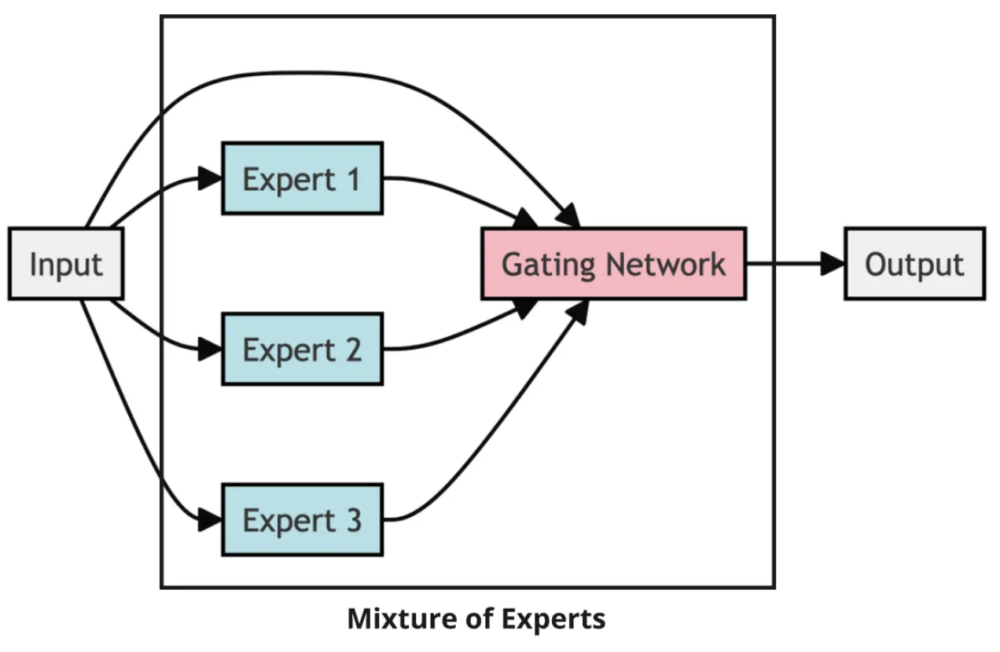 Expert 1
Input
Gating Network
Output
Expert 2
Expert 3
Mixture of Experts